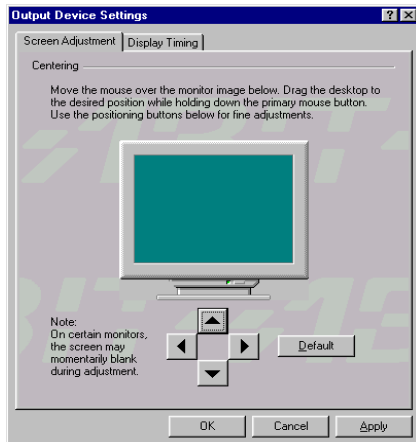 Output Device Settings
Screen Adjustment Display Timing
Centering
Move the mouse over the monitor image below. Drag the desktop to
the desired position while holding down the primary mouse button.
Use the positioning buttons below for fine adjustments.
Note:
On certain monitors,
the screen may
momentarily blank
during adjustment.
Default
OK Cancel Apply